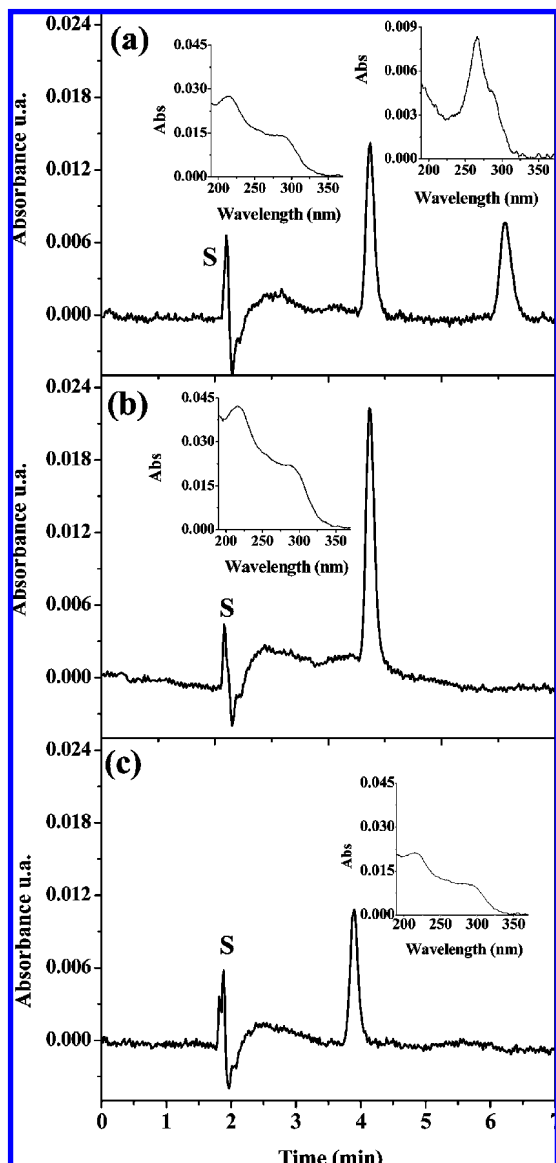 (a)
Absorbance u.a.
0.024
0.018
0.012
0.006
0.000
Abs
0.045
0.030
0.015
0.000
200 250 300 350
Wavelength (nm)
Abs
0.009
0.006
0.003
0.000
200 250 300 350
Wavelength (nm)
S
(b)
Absorbance u.a.
0.024
0.018
0.012
0.006
0.000
Abs
0.045
0.030
0.015
0.000
200 250 300 350
Wavelength (nm)
S
(c)
Absorbance u.a.
0.024
0.018
0.012
0.006
0.000
Abs
0.045
0.030
0.015
0.000
200 250 300 350
Wavelength (nm)
S
0 1 2 3 4 5 6 7
Time (min)